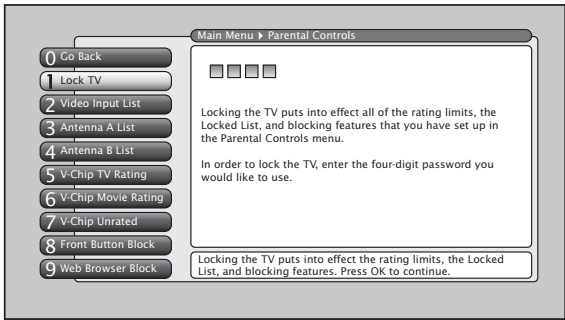 Main Menu ▶ Parental Controls
0 Go Back
1 Lock TV
2 Video Input List
3 Antenna A List
4 Antenna B List
5 V-Chip TV Rating
6 V-Chip Movie Rating
7 V-Chip Unrated
8 Front Button Block
9 Web Browser Block
Locking the TV puts into effect all of the rating limits, the
Locked List, and blocking features that you have set up in
the Parental Controls menu.
In order to lock the TV, enter the four-digit password you
would like to use.
Locking the TV puts into effect the rating limits, the Locked
List, and blocking features. Press OK to continue.